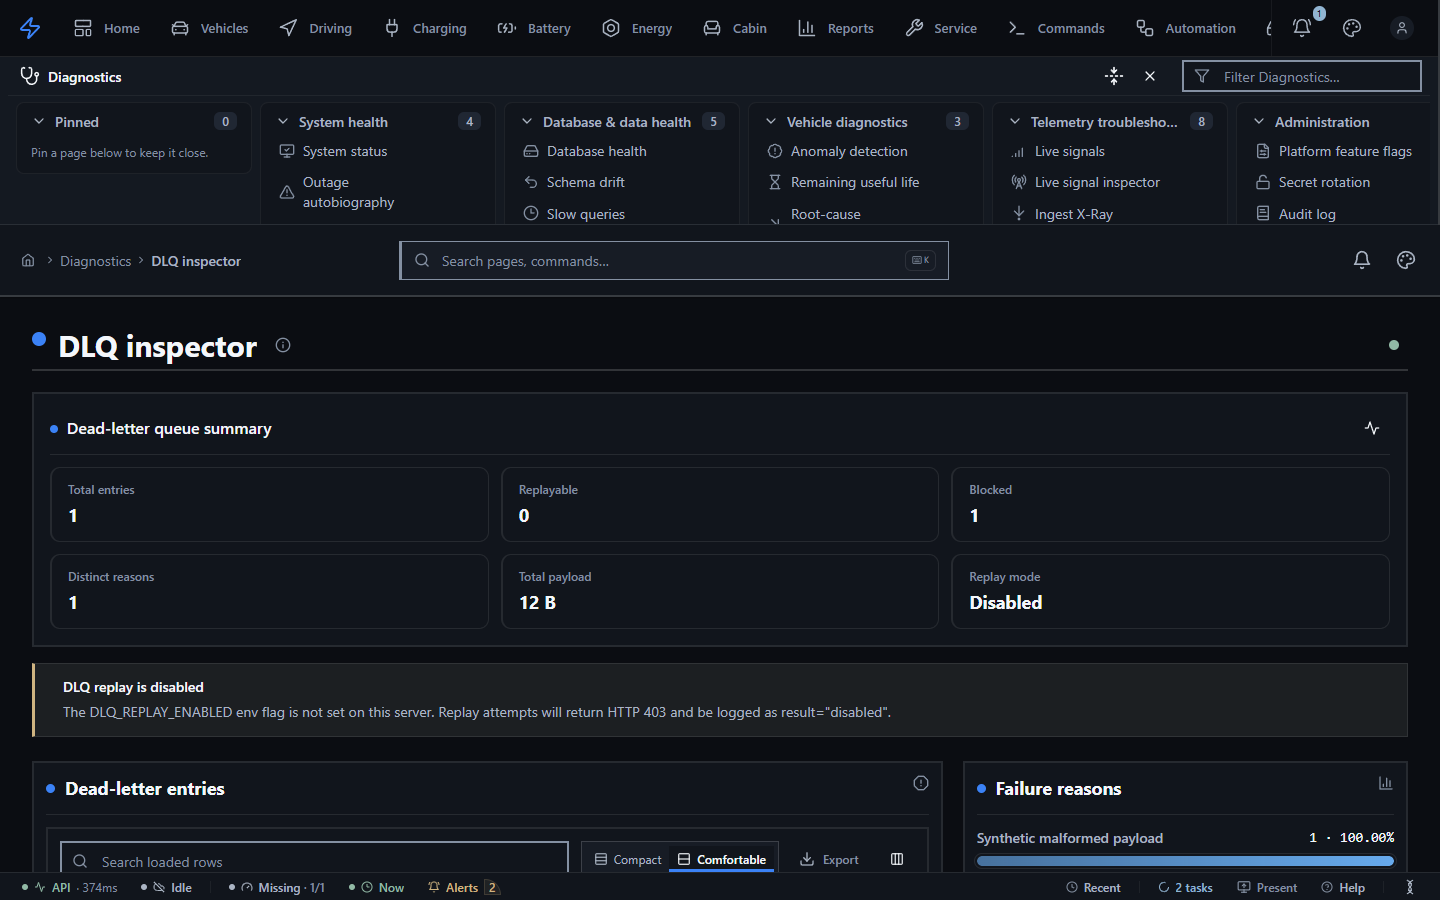 Home Vehicles Driving Charging Battery Energy Cabin Reports Service Commands Automation 1
Diagnostics Filter Diagnostics...
Pinned 0
Pin a page below to keep it close.
System health 4
System status
Outage
autobiography
Database & data health 5
Database health
Schema drift
Slow queries
Vehicle diagnostics 3
Anomaly detection
Remaining useful life
Root-cause
Telemetry troublesho... 8
Live signals
Live signal inspector
Ingest X-Ray
Administration
Platform feature flags
Secret rotation
Audit log
Diagnostics DLQ inspector Search pages, commands... K
DLQ inspector
Dead-letter queue summary
Total entries
1
Replayable
0
Blocked
1
Distinct reasons
1
Total payload
12 B
Replay mode
Disabled
DLQ replay is disabled
The DLQ_REPLAY_ENABLED env flag is not set on this server. Replay attempts will return HTTP 403 and be logged as result="disabled".
Dead-letter entries
Search loaded rows Compact Comfortable Export
Failure reasons
Synthetic malformed payload 1 · 100.00%
API · 374ms Idle Missing · 1/1 Now Alerts 2 Recent 2 tasks Present Help